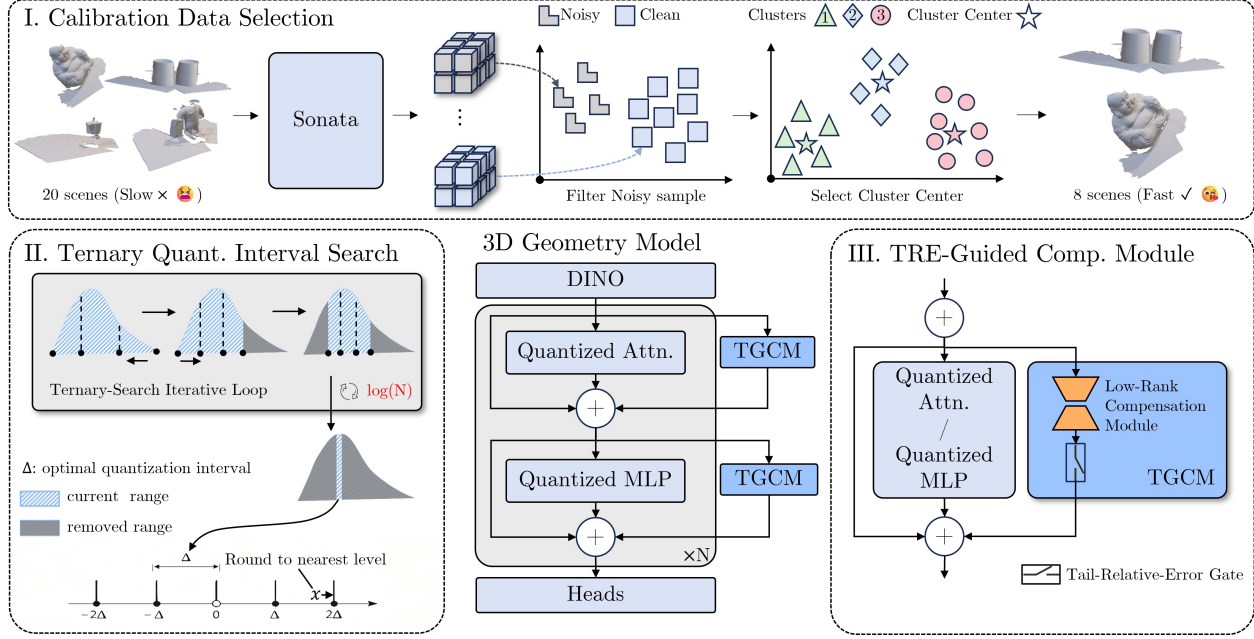 I. Calibration Data Selection
Noisy
Clean
Clusters
1
2
3
Cluster Center
Sonata
20 scenes (Slow × )
Filter Noisy sample
Select Cluster Center
8 scenes (Fast ✓ )
II. Ternary Quant. Interval Search
Ternary-Search Iterative Loop
log(N)
Δ: optimal quantization interval
current range
removed range
Δ
Round to nearest level
x
−2Δ
−Δ
0
Δ
2Δ
3D Geometry Model
DINO
Quantized Attn.
TGCM
+
Quantized MLP
TGCM
+
×N
Heads
III. TRE-Guided Comp. Module
+
Quantized
Attn.
/
Quantized
MLP
Low-Rank
Compensation
Module
TGCM
+
Tail-Relative-Error Gate